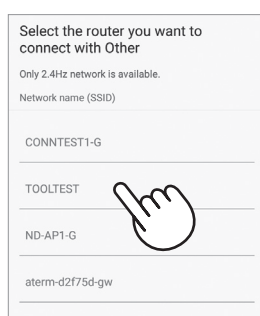 Select the router you want to
connect with Other
Only 2.4Hz network is available.
Network name (SSID)
CONNTEST1-G
TOOLTEST
ND-AP1-G
aterm-d2f75d-gw